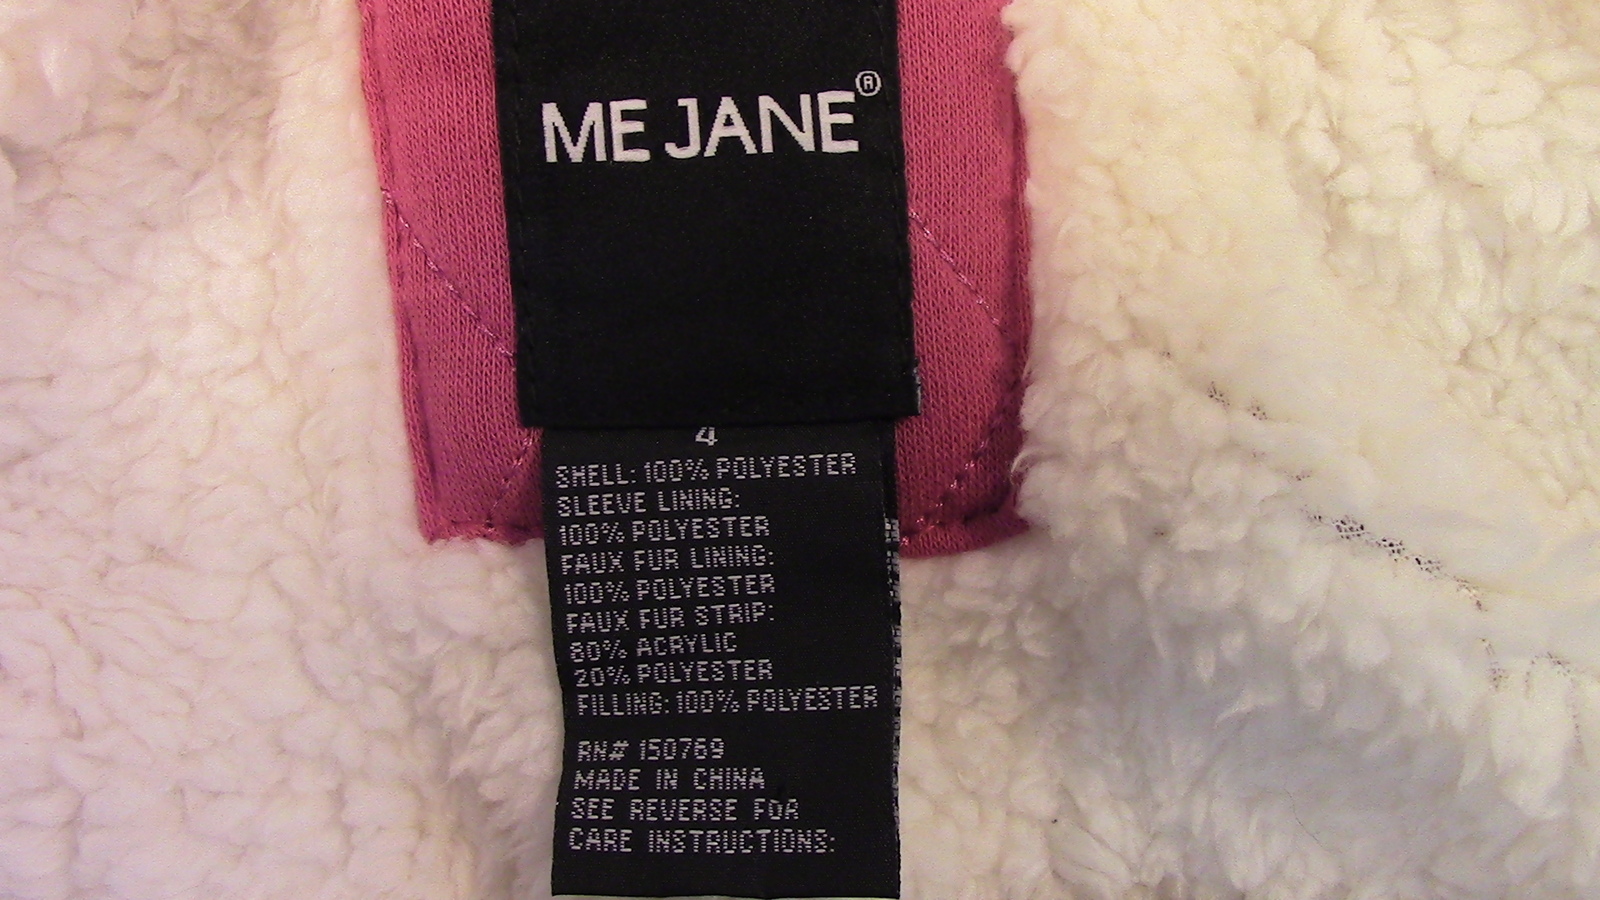 ME JANE®
4
SHELL: 100% POLYESTER
SLEEVE LINING:
100% POLYESTER
FAUX FUR LINING:
100% POLYESTER
FAUX FUR STRIP:
80% ACRYLIC
20% POLYESTER
FILLING: 100% POLYESTER
RN# 150769
MADE IN CHINA
SEE REVERSE FOR
CARE INSTRUCTIONS: